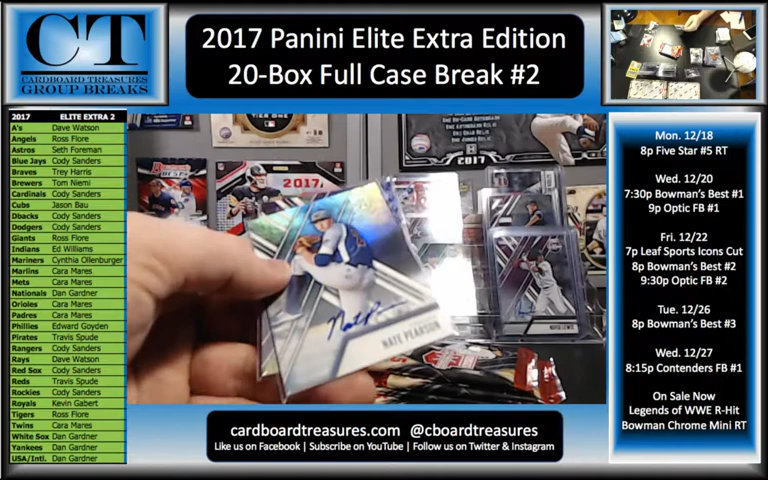 CT
CARDBOARD TREASURES
GROUP BREAKS
2017 Panini Elite Extra Edition
20-Box Full Case Break #2
2017 ELITE EXTRA 2
A's Dave Watson
Angels Ross Flore
Astros Seth Foreman
Blue Jays Cody Sanders
Braves Trey Harris
Brewers Tom Niemi
Cardinals Cody Sanders
Cubs Jason Bau
Dbacks Cody Sanders
Dodgers Cody Sanders
Giants Ross Flore
Indians Ed Williams
Mariners Cynthia Ollenburger
Marlins Cara Mares
Mets Cara Mares
Nationals Dan Gardner
Orioles Cara Mares
Padres Cara Mares
Phillies Edward Goyden
Pirates Travis Spude
Rangers Cody Sanders
Rays Dave Watson
Red Sox Cody Sanders
Reds Travis Spude
Rockies Cody Sanders
Royals Kevin Gabert
Tigers Ross Flore
Twins Cara Mares
White Sox Dan Gardner
Yankees Dan Gardner
USA/Intl. Dan Gardner
TIER ONE
2017
2017
NATE PEARSON
Mon. 12/18
8p Five Star #5 RT
Wed. 12/20
7:30p Bowman's Best #1
9p Optic FB #1
Fri. 12/22
7p Leaf Sports Icons Cut
8p Bowman's Best #2
9:30p Optic FB #2
Tue. 12/26
8p Bowman's Best #3
Wed. 12/27
8:15p Contenders FB #1
On Sale Now
Legends of WWE R-Hit
Bowman Chrome Mini RT
cardboardtreasures.com @cboardtreasures
Like us on Facebook | Subscribe on YouTube | Follow us on Twitter & Instagram